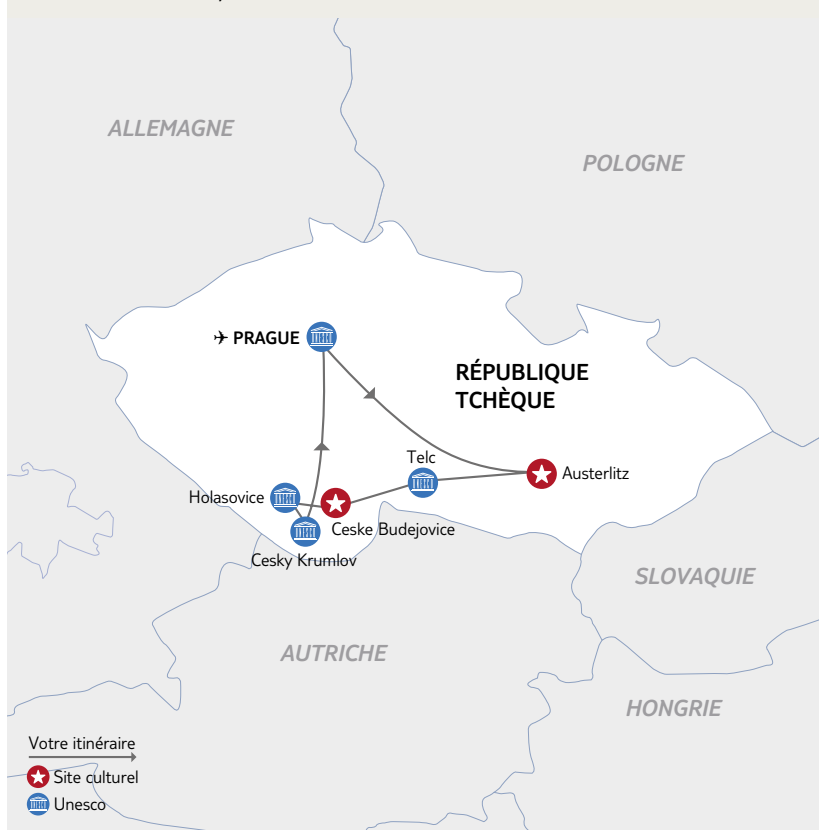 ALLEMAGNE
POLOGNE
✈ PRAGUE
RÉPUBLIQUE
TCHÈQUE
Telc
Austerlitz
Holasovice
Ceske Budejovice
Cesky Krumlov
SLOVAQUIE
AUTRICHE
HONGRIE
Votre itinéraire
Site culturel
Unesco